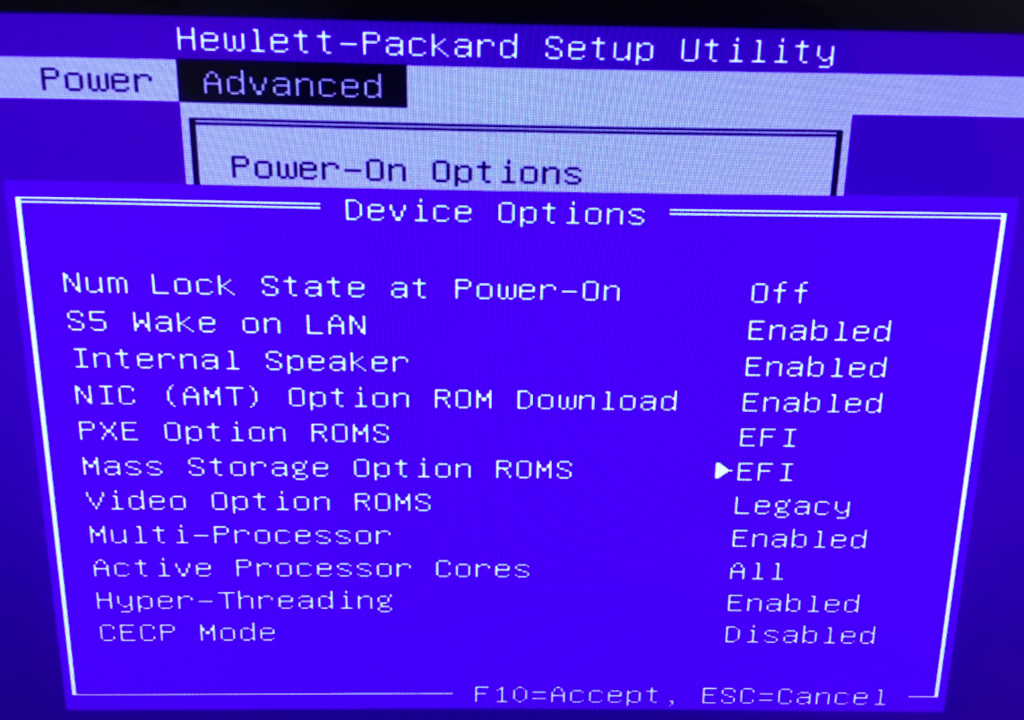 Hewlett-Packard Setup Utility
Power Advanced
Power-On Options
Device Options
Num Lock State at Power-On Off
S5 Wake on LAN Enabled
Internal Speaker Enabled
NIC (AMT) Option ROM Download Enabled
PXE Option ROMS EFI
Mass Storage Option ROMS ▶EFI
Video Option ROMS Legacy
Multi-Processor Enabled
Active Processor Cores All
Hyper-Threading Enabled
CECP Mode Disabled
F10=Accept, ESC=Cancel